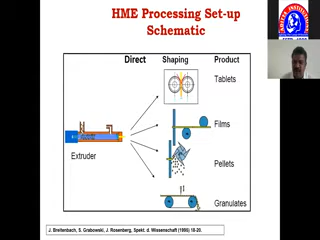 HME Processing Set-up
Schematic
Direct Shaping Product
Tablets
Films
Extruder
Pellets
Granulates
J. Breitenbach, S. Grabowski, J. Rosenberg, Spekt. d. Wissenschaft (1995) 18-20.